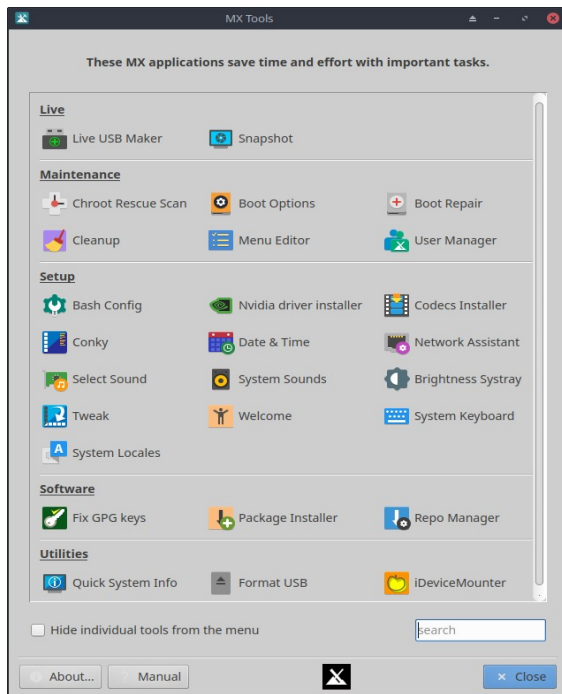 MX Tools
These MX applications save time and effort with important tasks.
Live
Live USB Maker Snapshot
Maintenance
Chroot Rescue Scan Boot Options Boot Repair
Cleanup Menu Editor User Manager
Setup
Bash Config Nvidia driver installer Codecs Installer
Conky Date & Time Network Assistant
Select Sound System Sounds Brightness Systray
Tweak Welcome System Keyboard
System Locales
Software
Fix GPG keys Package Installer Repo Manager
Utilities
Quick System Info Format USB iDeviceMounter
Hide individual tools from the menu search
About... Manual Close